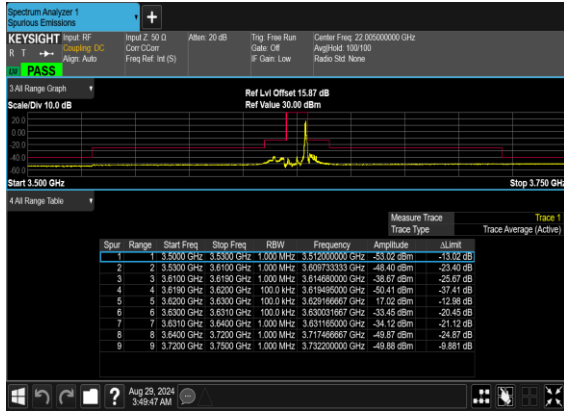 Spectrum Analyzer 1
Spurious Emissions
KEYSIGHT Input: RF Input Z: 50 Ω Atten: 20 dB Trig: Free Run Center Freq: 22.005000000 GHz
R T Coupling: DC Corr CCorr Gate: Off Avg|Hold: 100/100
Align: Auto Freq Ref: Int (S) IF Gain: Low Radio Std: None
PASS
3 All Range Graph Ref Lvl Offset 15.87 dB
Scale/Div 10.0 dB Ref Value 30.00 dBm
20.0
0.00
-20.0
-40.0
-60.0
Start 3.500 GHz Stop 3.750 GHz
4 All Range Table
Measure Trace Trace 1
Trace Type Trace Average (Active)
Spur Range Start Freq Stop Freq RBW Frequency Amplitude ΔLimit
1 1 3.5000 GHz 3.5300 GHz 1.000 MHz 3.512000000 GHz -53.02 dBm -13.02 dB
2 2 3.5300 GHz 3.6100 GHz 1.000 MHz 3.609733333 GHz -48.40 dBm -23.40 dB
3 3 3.6100 GHz 3.6190 GHz 1.000 MHz 3.614680000 GHz -38.67 dBm -25.67 dB
4 4 3.6190 GHz 3.6200 GHz 100.0 kHz 3.619495000 GHz -50.41 dBm -37.41 dB
5 5 3.6200 GHz 3.6300 GHz 100.0 kHz 3.629166667 GHz 17.02 dBm -12.98 dB
6 6 3.6300 GHz 3.6310 GHz 100.0 kHz 3.630031667 GHz -33.45 dBm -20.45 dB
7 7 3.6310 GHz 3.6400 GHz 1.000 MHz 3.631165000 GHz -34.12 dBm -21.12 dB
8 8 3.6400 GHz 3.7200 GHz 1.000 MHz 3.717466667 GHz -49.87 dBm -24.87 dB
9 9 3.7200 GHz 3.7500 GHz 1.000 MHz 3.732200000 GHz -49.88 dBm -9.881 dB
Aug 29, 2024
3:49:47 AM